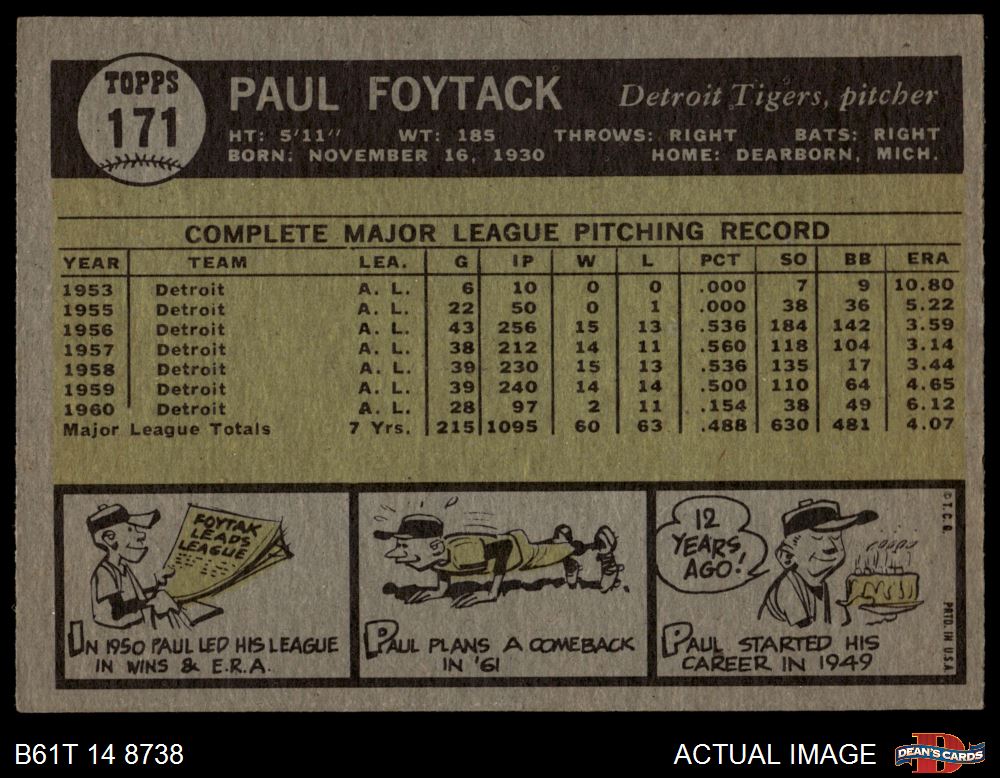 TOPPS
171
PAUL FOYTACK
Detroit Tigers, pitcher
HT: 5'11" WT: 185 THROWS: RIGHT BATS: RIGHT
BORN: NOVEMBER 16, 1930 HOME: DEARBORN, MICH.
COMPLETE MAJOR LEAGUE PITCHING RECORD
YEAR TEAM LEA. G IP W L PCT SO BB ERA
1953 Detroit A. L. 6 10 0 0 .000 7 9 10.80
1955 Detroit A. L. 22 50 0 1 .000 38 36 5.22
1956 Detroit A. L. 43 256 15 13 .536 184 142 3.59
1957 Detroit A. L. 38 212 14 11 .560 118 104 3.14
1958 Detroit A. L. 39 230 15 13 .536 135 17 3.44
1959 Detroit A. L. 39 240 14 14 .500 110 64 4.65
1960 Detroit A. L. 28 97 2 11 .154 38 49 6.12
Major League Totals 7 Yrs. 215 1095 60 63 .488 630 481 4.07
FOYTAK
LEADS
LEAGUE
IN 1950 PAUL LED HIS LEAGUE
IN WINS & E.R.A.
PAUL PLANS A COMEBACK
IN '61
12
YEARS
AGO!
PAUL STARTED HIS
CAREER IN 1949
© T.C.G.
PRTD. IN U.S.A.
B61T 14 8738
ACTUAL IMAGE
DEAN'S CARDS